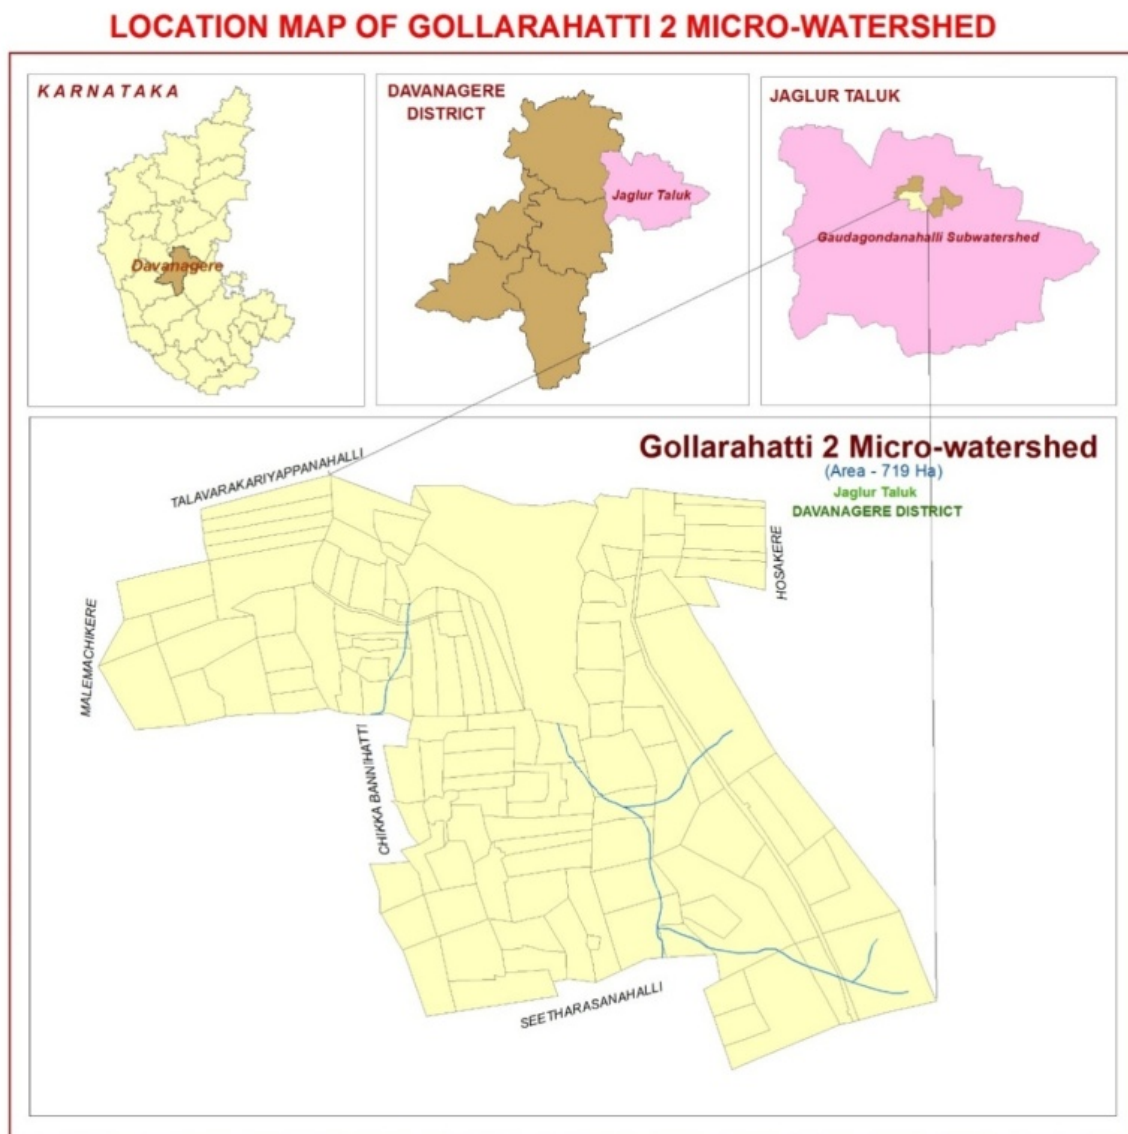 LOCATION MAP OF GOLLARAHATTI 2 MICRO-WATERSHED
KARNATAKA
Davanagere
DAVANAGERE
DISTRICT
Jaglur Taluk
JAGLUR TALUK
Gaudagondanahalli Subwatershed
Gollarahatti 2 Micro-watershed
(Area - 719 Ha)
Jaglur Taluk
DAVANAGERE DISTRICT
TALAVARAKARIYAPPANAHALLI
HOSAKERE
MALEMACHIKERE
CHIKKA BANNIHATTI
SEETHARASANAHALLI